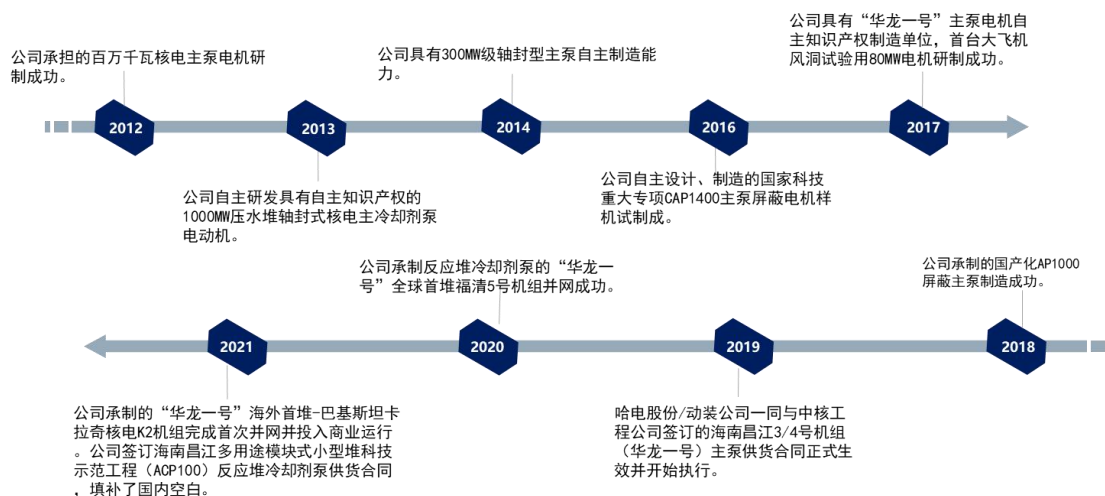 公司承担的百万千瓦核电主泵电机研
制成功。
公司具有300MW级轴封型主泵自主制造能
力。
公司具有“华龙一号”主泵电机自
主知识产权制造单位，首台大飞机
风洞试验用80MW电机研制成功。
2012
2013
2014
2016
2017
公司自主研发具有自主知识产权的
1000MW压水堆轴封式核电主冷却剂泵
电动机。
公司自主设计、制造的国家科技
重大专项CAP1400主泵屏蔽电机样
机试制成。
公司承制反应堆冷却剂泵的“华龙一
号”全球首堆福清5号机组并网成功。
公司承制的国产化AP1000
屏蔽主泵制造成功。
2021
2020
2019
2018
公司承制的“华龙一号”海外首堆-巴基斯坦卡
拉奇核电K2机组完成首次并网并投入商业运行
。公司签订海南昌江多用途模块式小型堆科技
示范工程（ACP100）反应堆冷却剂泵供货合同
，填补了国内空白。
哈电股份/动装公司一同与中核工
程公司签订的海南昌江3/4号机组
（华龙一号）主泵供货合同正式生
效并开始执行。